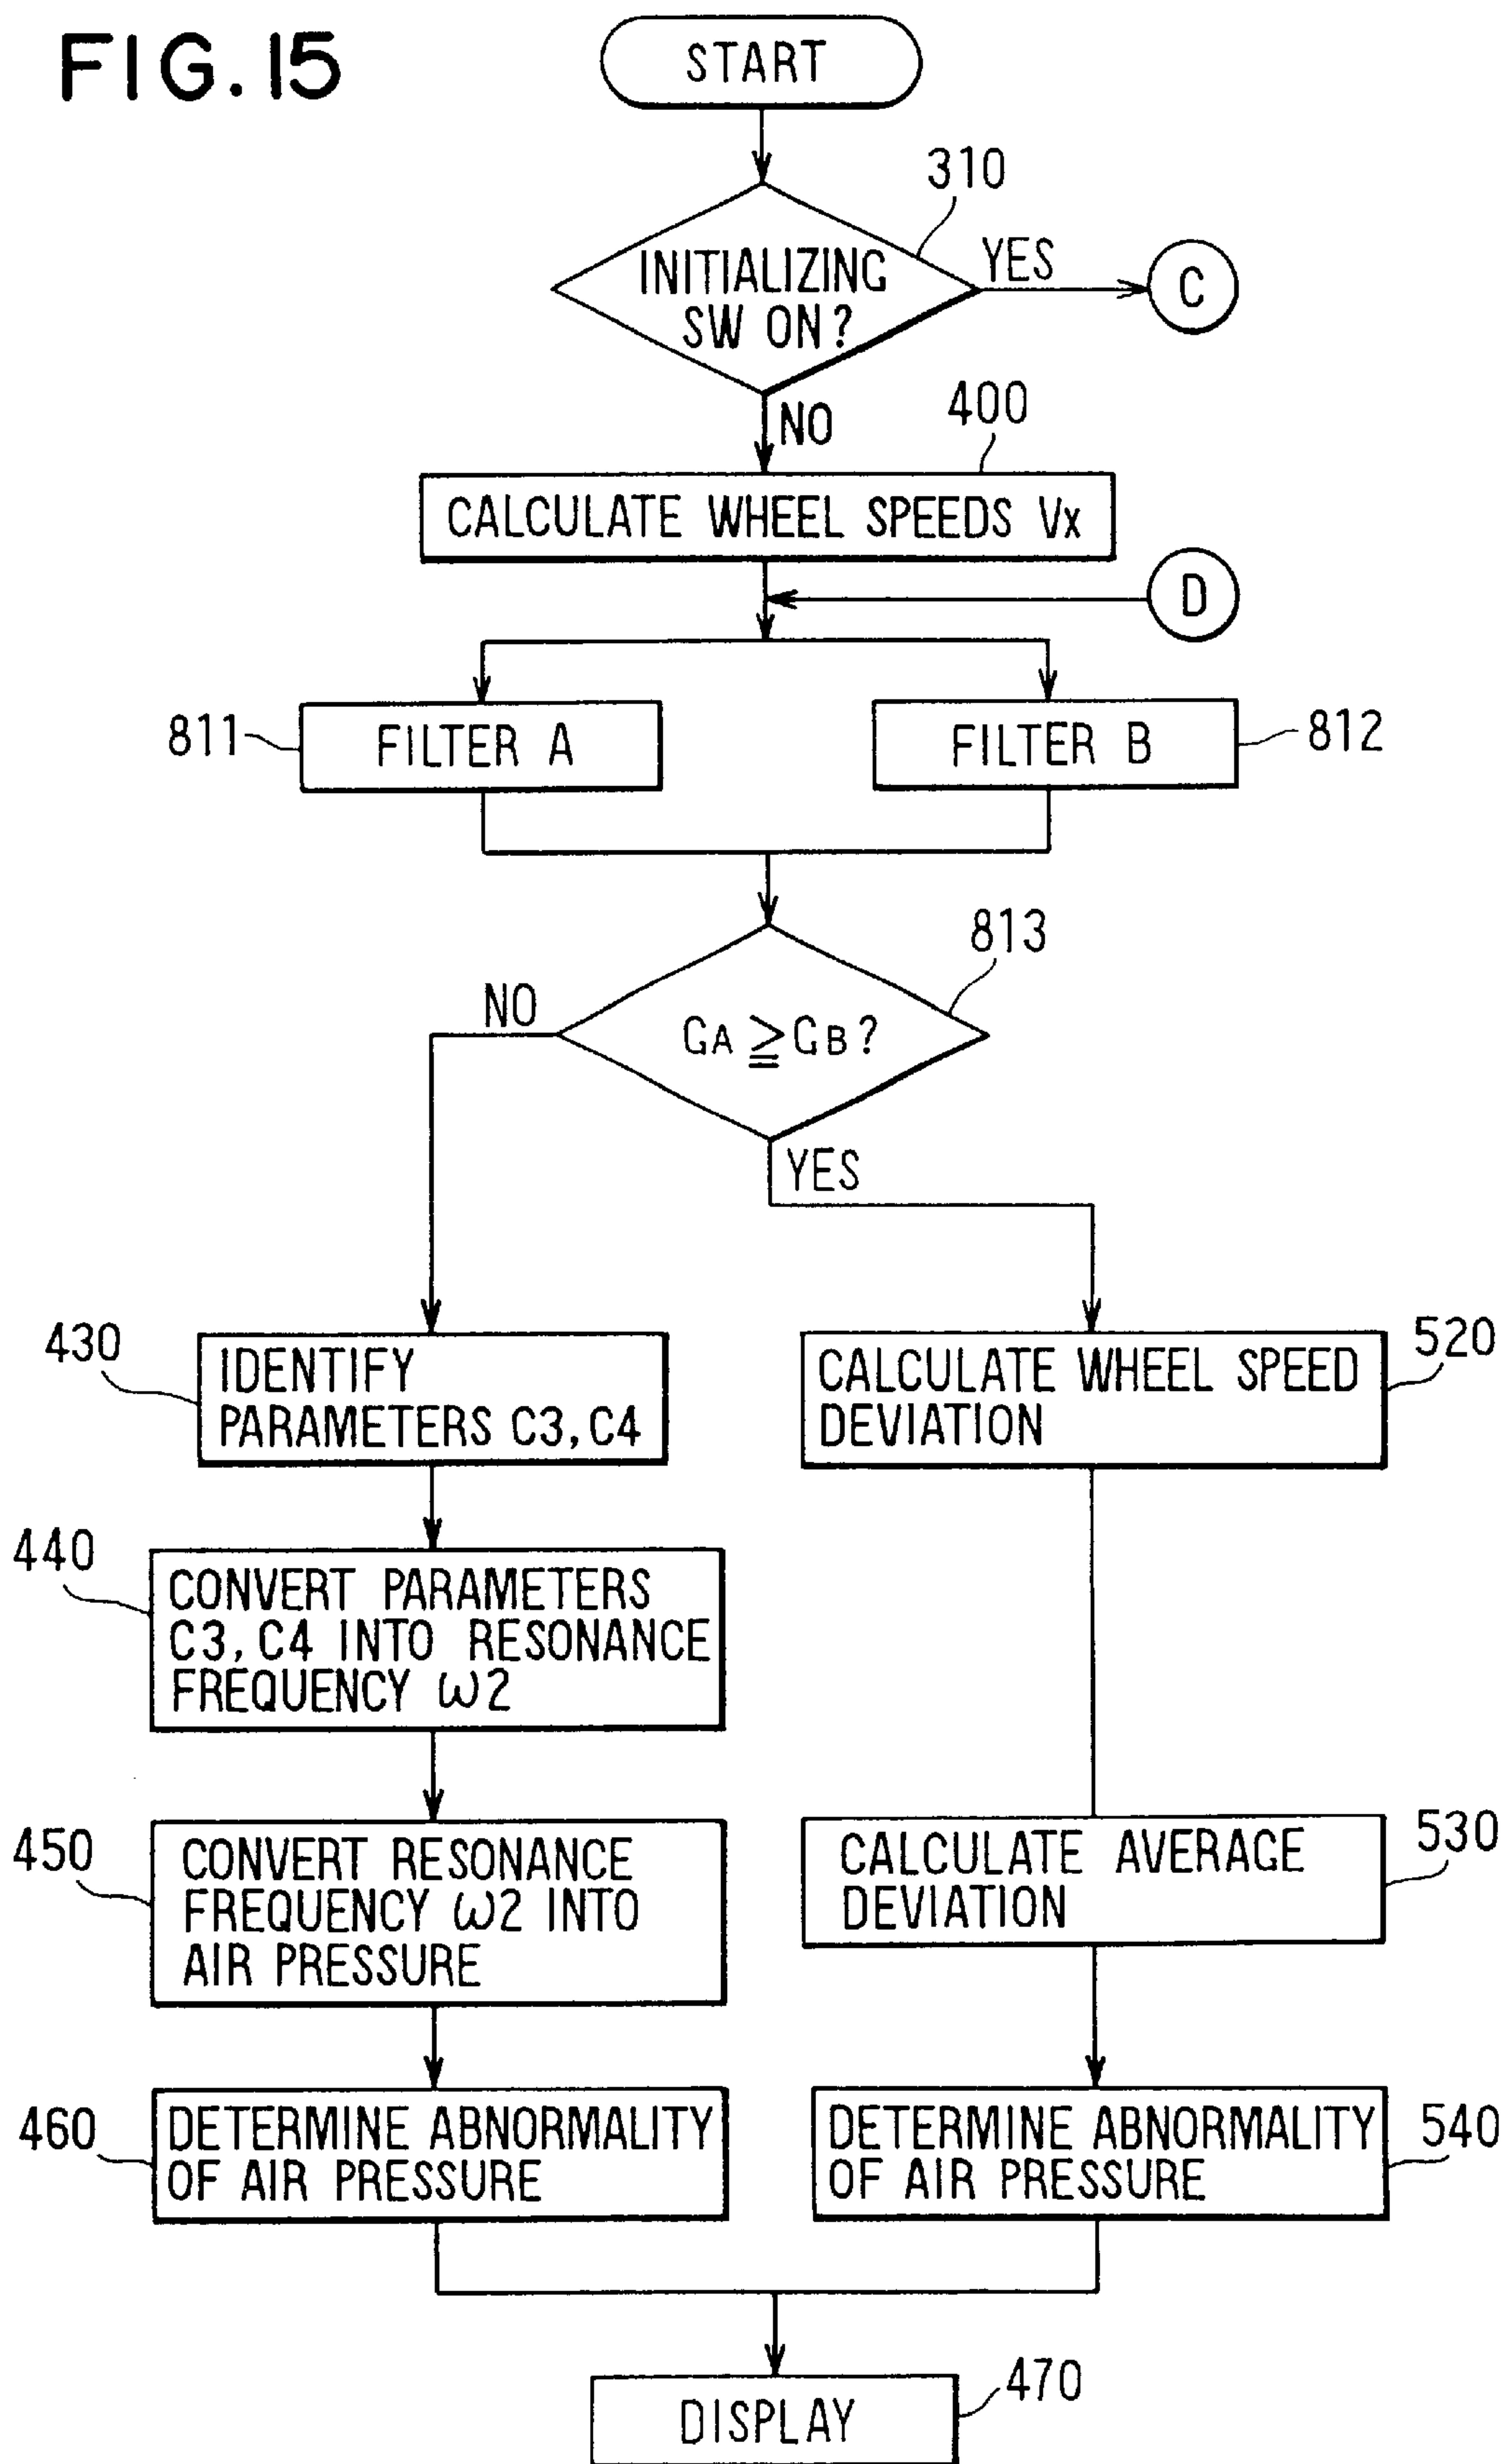 FIG. 15
START
310
INITIALIZING
SW ON?
YES
C
NO
400
CALCULATE WHEEL SPEEDS Vx
D
811
FILTER A
FILTER B
812
813
NO
GA ≧ GB?
YES
430
IDENTIFY
PARAMETERS C3, C4
CALCULATE WHEEL SPEED
DEVIATION
520
440
CONVERT PARAMETERS
C3, C4 INTO RESONANCE
FREQUENCY ω2
450
CONVERT RESONANCE
FREQUENCY ω2 INTO
AIR PRESSURE
CALCULATE AVERAGE
DEVIATION
530
460
DETERMINE ABNORMALITY
OF AIR PRESSURE
DETERMINE ABNORMALITY
OF AIR PRESSURE
540
DISPLAY
470